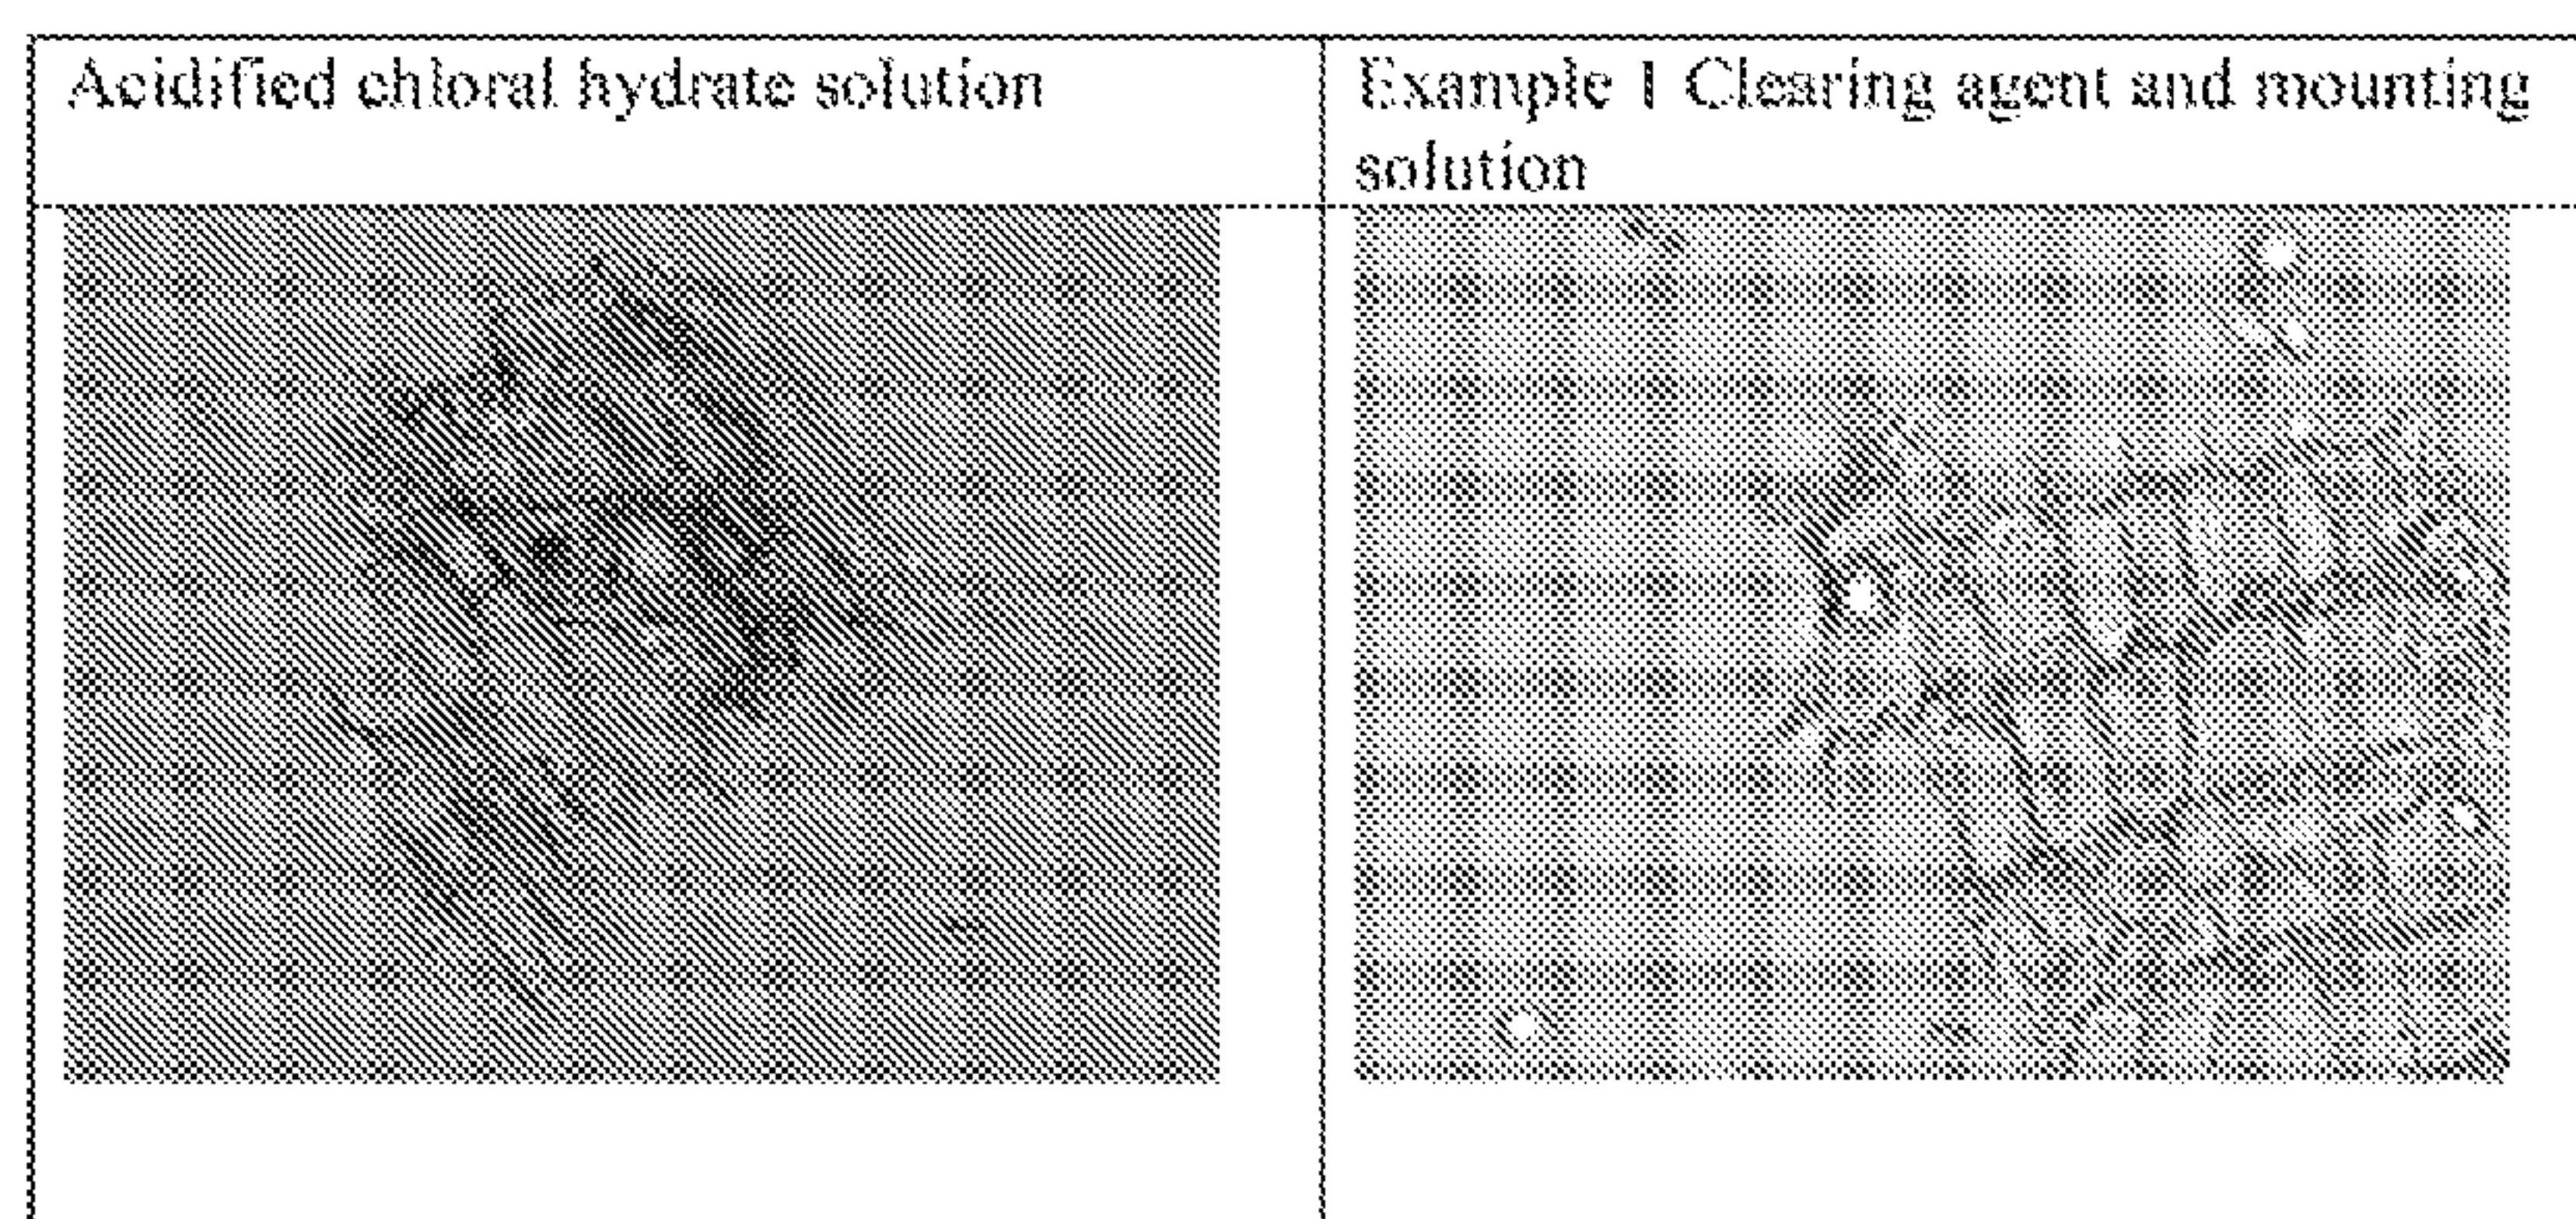 Acidified chloral hydrate solution
Example 1 Clearing agent and mounting
solution